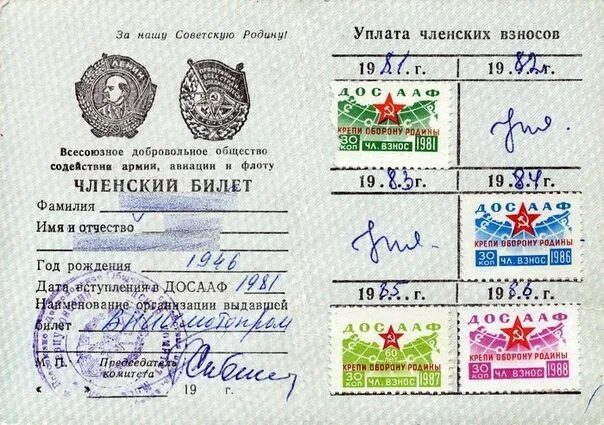 За нашу Советскую Родину!
Всесоюзное добровольное общество
содействия армии, авиации и флоту
ЧЛЕНСКИЙ БИЛЕТ
Фамилия
Имя и отчество
Год рождения 1946
Дата вступления в ДОСААФ 1981
Наименование организации выдавшей
билет
М. П. Председатель
комитета
« » 19 г.
Уплата членских взносов
1981. г. 1982. г.
ДОСААФ
КРЕПИ ОБОРОНУ РОДИНЫ
30 КОП ЧЛ. ВЗНОС 1981
1983. г. 1984. г.
ДОСААФ
КРЕПИ ОБОРОНУ РОДИНЫ
30 КОП ЧЛ. ВЗНОС 1986
1985. г. 1986. г.
ДОСААФ ДОСААФ
60
КРЕПИ ОБОРОНУ РОДИНЫ КРЕПИ ОБОРОНУ РОДИНЫ
30 КОП ЧЛ. ВЗНОС 1987 30 КОП ЧЛ. ВЗНОС 1988